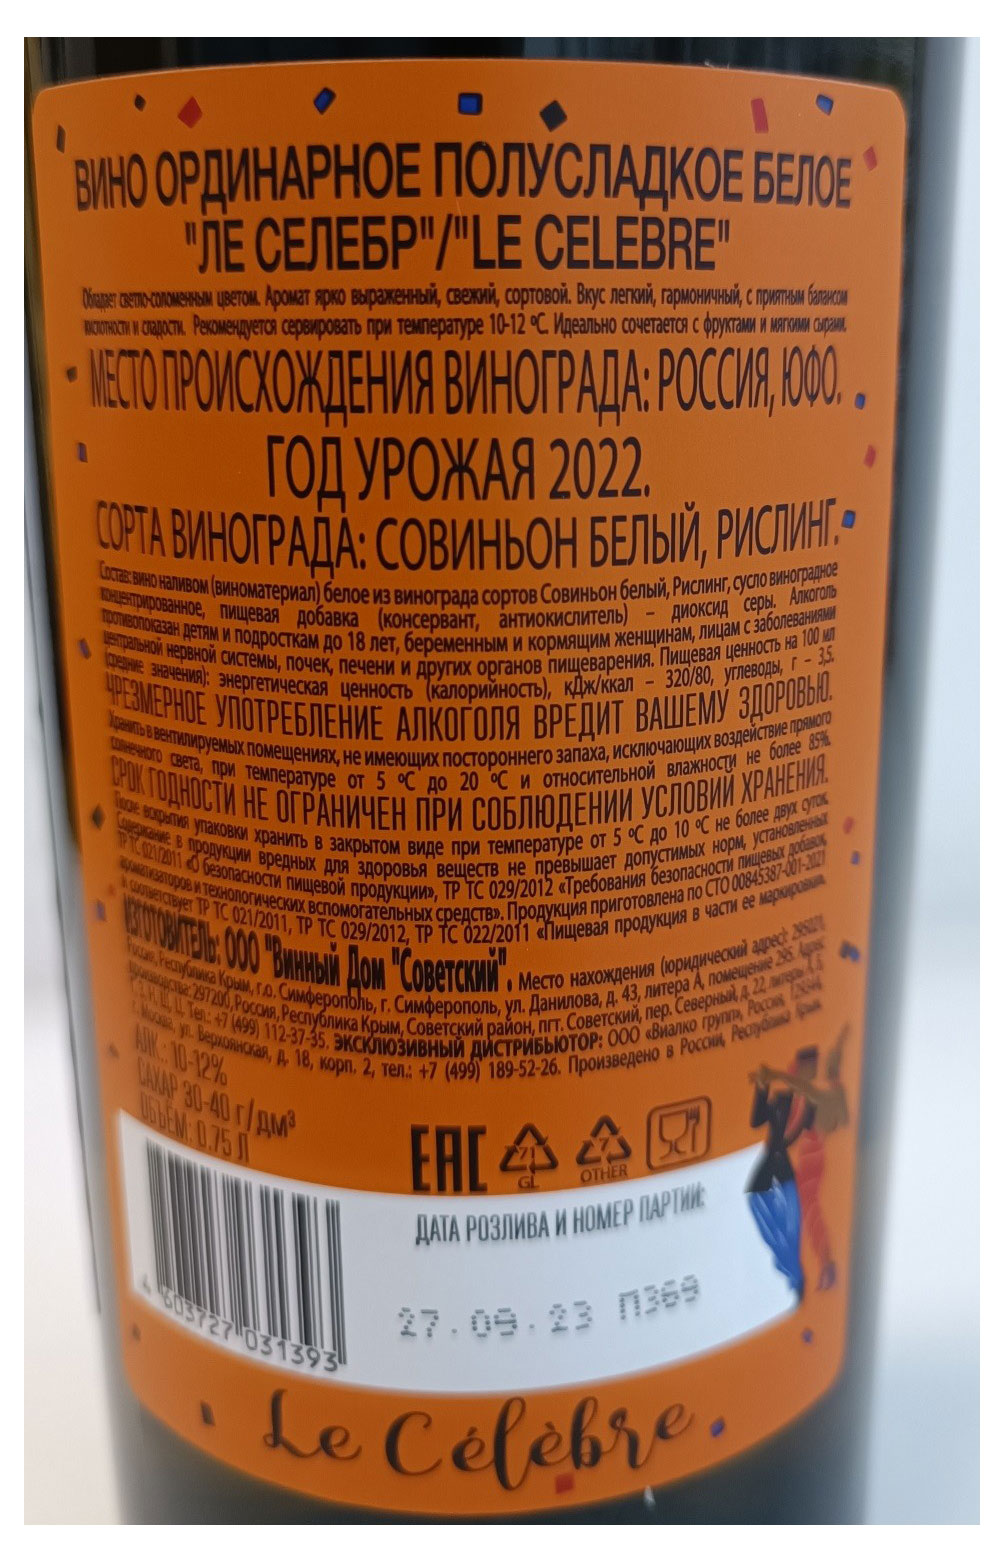 ВИНО ОРДИНАРНОЕ ПОЛУСЛАДКОЕ БЕЛОЕ
"ЛЕ СЕЛЕБР"/"LE CELEBRE"
Обладает светло-соломенным цветом. Аромат ярко выраженный, свежий, сортовой. Вкус легкий, гармоничный, с приятным балансом
кислотности и сладости. Рекомендуется сервировать при температуре 10-12 °С. Идеально сочетается с фруктами и мягкими сырами.
МЕСТО ПРОИСХОЖДЕНИЯ ВИНОГРАДА: РОССИЯ, ЮФО.
ГОД УРОЖАЯ 2022.
СОРТА ВИНОГРАДА: СОВИНЬОН БЕЛЫЙ, РИСЛИНГ.
Состав: вино наливом (виноматериал) белое из винограда сортов Совиньон белый, Рислинг, сусло виноградное
концентрированное, пищевая добавка (консервант, антиокислитель) – диоксид серы. Алкоголь
противопоказан детям и подросткам до 18 лет, беременным и кормящим женщинам, лицам с заболеваниями
центральной нервной системы, почек, печени и других органов пищеварения. Пищевая ценность на 100 мл
(средние значения): энергетическая ценность (калорийность), кДж/ккал – 320/80, углеводы, г – 3,5.
ЧРЕЗМЕРНОЕ УПОТРЕБЛЕНИЕ АЛКОГОЛЯ ВРЕДИТ ВАШЕМУ ЗДОРОВЬЮ.
Хранить в вентилируемых помещениях, не имеющих постороннего запаха, исключающих воздействие прямого
солнечного света, при температуре от 5 °С до 20 °С и относительной влажности не более 85%.
СРОК ГОДНОСТИ НЕ ОГРАНИЧЕН ПРИ СОБЛЮДЕНИИ УСЛОВИЙ ХРАНЕНИЯ.
После вскрытия упаковки хранить в закрытом виде при температуре от 5 °С до 10 °С не более двух суток.
Содержание в продукции вредных для здоровья веществ не превышает допустимых норм, установленных
ТР ТС 021/2011 «О безопасности пищевой продукции», ТР ТС 029/2012 «Требования безопасности пищевых добавок,
ароматизаторов и технологических вспомогательных средств». Продукция приготовлена по СТО 00845387-001-2021
и соответствует ТР ТС 021/2011, ТР ТС 029/2012, ТР ТС 022/2011 «Пищевая продукция в части ее маркировки».
ИЗГОТОВИТЕЛЬ: ООО "Винный Дом "Советский". Место нахождения (юридический адрес): 295021,
Россия, Республика Крым, г.о. Симферополь, г. Симферополь, ул. Данилова, д. 43, литера А, помещение 295. Адрес
производства: 297200, Россия, Республика Крым, Советский район, пгт. Советский, пер. Северный, д. 22, литеры
Тел.: +7 (499) 112-37-35. ЭКСКЛЮЗИВНЫЙ ДИСТРИБЬЮТОР: ООО «Виалко групп», Россия,
г. Москва, ул. Верхоянская, д. 18, корп. 2, тел.: +7 (499) 189-52-26. Произведено в России, Республика Крым.
АЛК.: 10-12%
САХАР 30-40 г/дм³
ОБЪЕМ: 0.75 Л
EAC
71
GL
7
OTHER
ДАТА РОЗЛИВА И НОМЕР ПАРТИИ:
27.09.23 П369
4 603727 031393
Le Célèbre